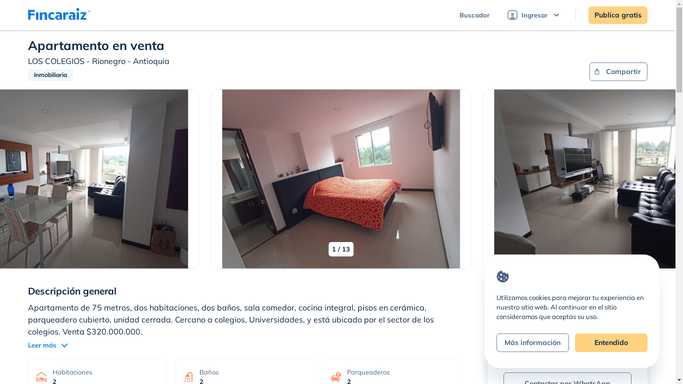 Fincaraiz
Buscador
Ingresar
Publica gratis
Apartamento en venta
LOS COLEGIOS - Rionegro - Antioquia
Inmobiliaria
Compartir
1 / 13
Descripción general
Apartamento de 75 metros, dos habitaciones, dos baños, sala comedor, cocina integral, pisos en cerámica,
parqueadero cubierto, unidad cerrada. Cercano a colegios, Universidades, y está ubicado por el sector de los
colegios. Venta $320.000.000.
Leer más
Habitaciones
2
Baños
2
Parqueaderos
2
Utilizamos cookies para mejorar tu experiencia en
nuestro sitio web. Al continuar en el sitio
consideramos que aceptas su uso.
Más información
Entendido
Contactar por WhatsApp